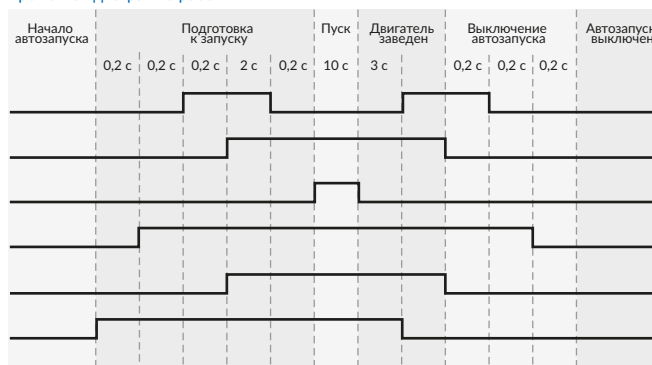 Начало
автозапуска
Подготовка
к запуску
Пуск
Двигатель
заведен
Выключение
автозапуска
Автозапуск
выключен
0,2 с 0,2 с 0,2 с 2 с 0,2 с 10 с 3 с 0,2 с 0,2 с 0,2 с